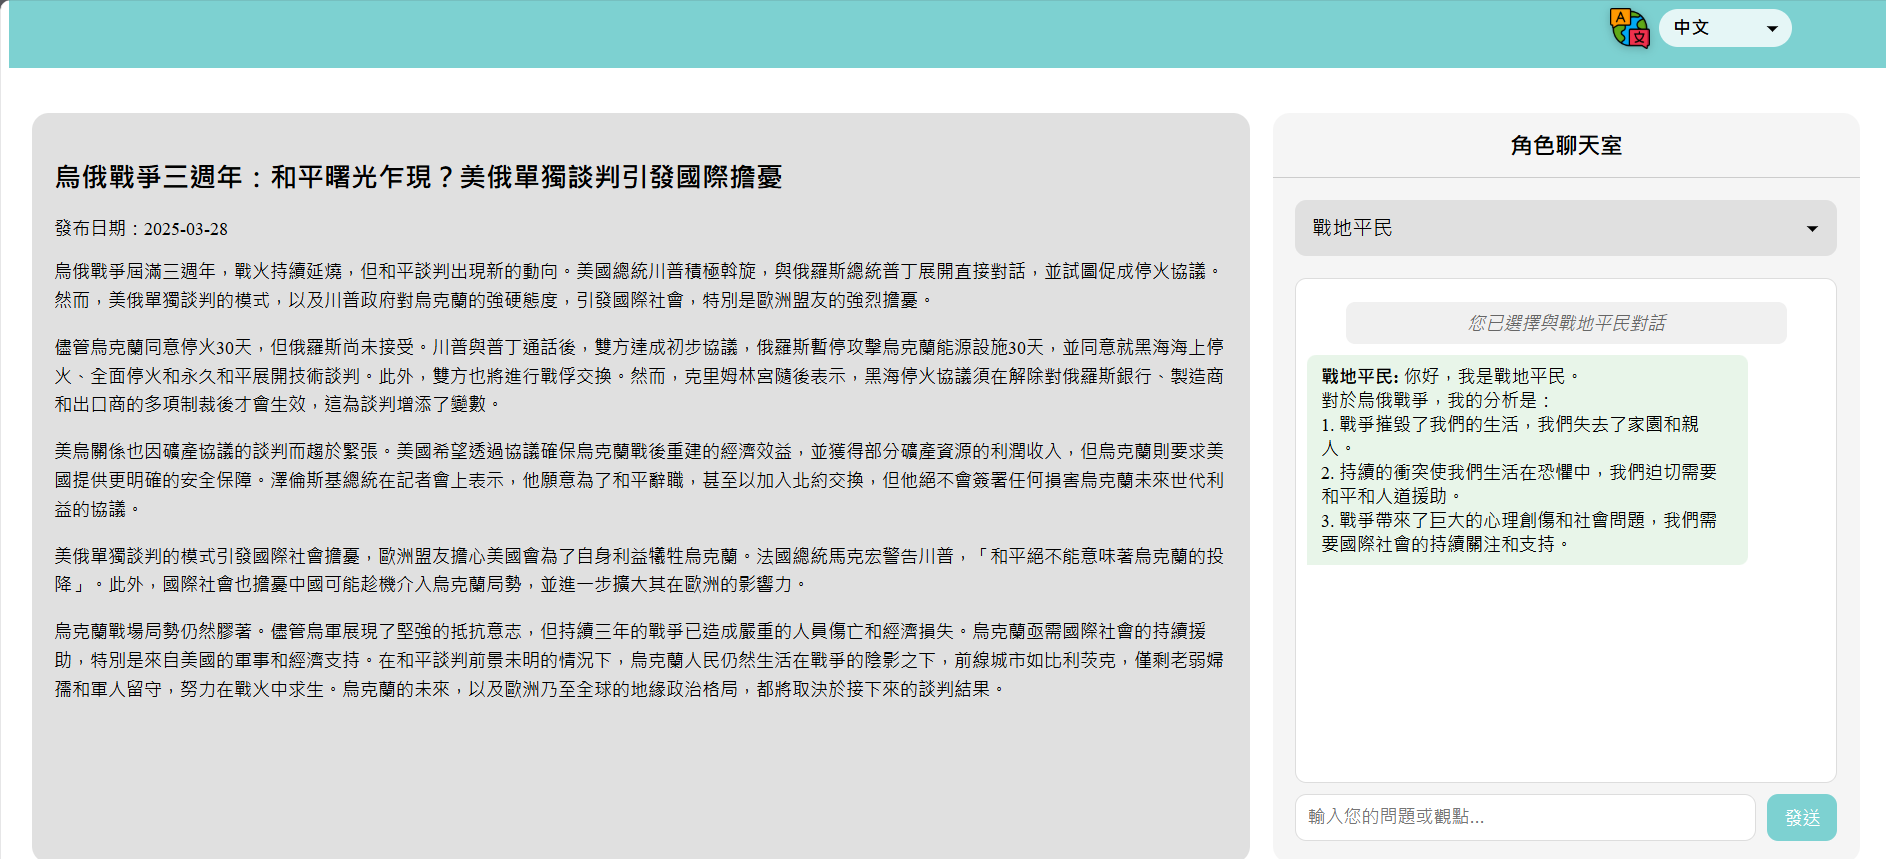 A
文
中文
烏俄戰爭三週年：和平曙光乍現？美俄單獨談判引發國際擔憂
發布日期：2025-03-28
烏俄戰爭屆滿三週年，戰火持續延燒，但和平談判出現新的動向。美國總統川普積極斡旋，與俄羅斯總統普丁展開直接對話，並試圖促成停火協議。
然而，美俄單獨談判的模式，以及川普政府對烏克蘭的強硬態度，引發國際社會，特別是歐洲盟友的強烈擔憂。
儘管烏克蘭同意停火30天，但俄羅斯尚未接受。川普與普丁通話後，雙方達成初步協議，俄羅斯暫停攻擊烏克蘭能源設施30天，並同意就黑海海上停
火、全面停火和永久和平展開技術談判。此外，雙方也將進行戰俘交換。然而，克里姆林宮隨後表示，黑海停火協議須在解除對俄羅斯銀行、製造商
和出口商的多項制裁後才會生效，這為談判增添了變數。
美烏關係也因礦產協議的談判而趨於緊張。美國希望透過協議確保烏克蘭戰後重建的經濟效益，並獲得部分礦產資源的利潤收入，但烏克蘭則要求美
國提供更明確的安全保障。澤倫斯基總統在記者會上表示，他願意為了和平辭職，甚至以加入北約交換，但他絕不會簽署任何損害烏克蘭未來世代利
益的協議。
美俄單獨談判的模式引發國際社會擔憂，歐洲盟友擔心美國會為了自身利益犧牲烏克蘭。法國總統馬克宏警告川普，「和平絕不能意味著烏克蘭的投
降」。此外，國際社會也擔憂中國可能趁機介入烏克蘭局勢，並進一步擴大其在歐洲的影響力。
烏克蘭戰場局勢仍然膠著。儘管烏軍展現了堅強的抵抗意志，但持續三年的戰爭已造成嚴重的人員傷亡和經濟損失。烏克蘭亟需國際社會的持續援
助，特別是來自美國的軍事和經濟支持。在和平談判前景未明的情況下，烏克蘭人民仍然生活在戰爭的陰影之下，前線城市如比利茨克，僅剩老弱婦
孺和軍人留守，努力在戰火中求生。烏克蘭的未來，以及歐洲乃至全球的地緣政治格局，都將取決於接下來的談判結果。
角色聊天室
戰地平民
您已選擇與戰地平民對話
戰地平民: 你好，我是戰地平民。
對於烏俄戰爭，我的分析是：
1. 戰爭摧毀了我們的生活，我們失去了家園和親
人。
2. 持續的衝突使我們生活在恐懼中，我們迫切需要
和平和人道援助。
3. 戰爭帶來了巨大的心理創傷和社會問題，我們需
要國際社會的持續關注和支持。
輸入您的問題或觀點...
發送